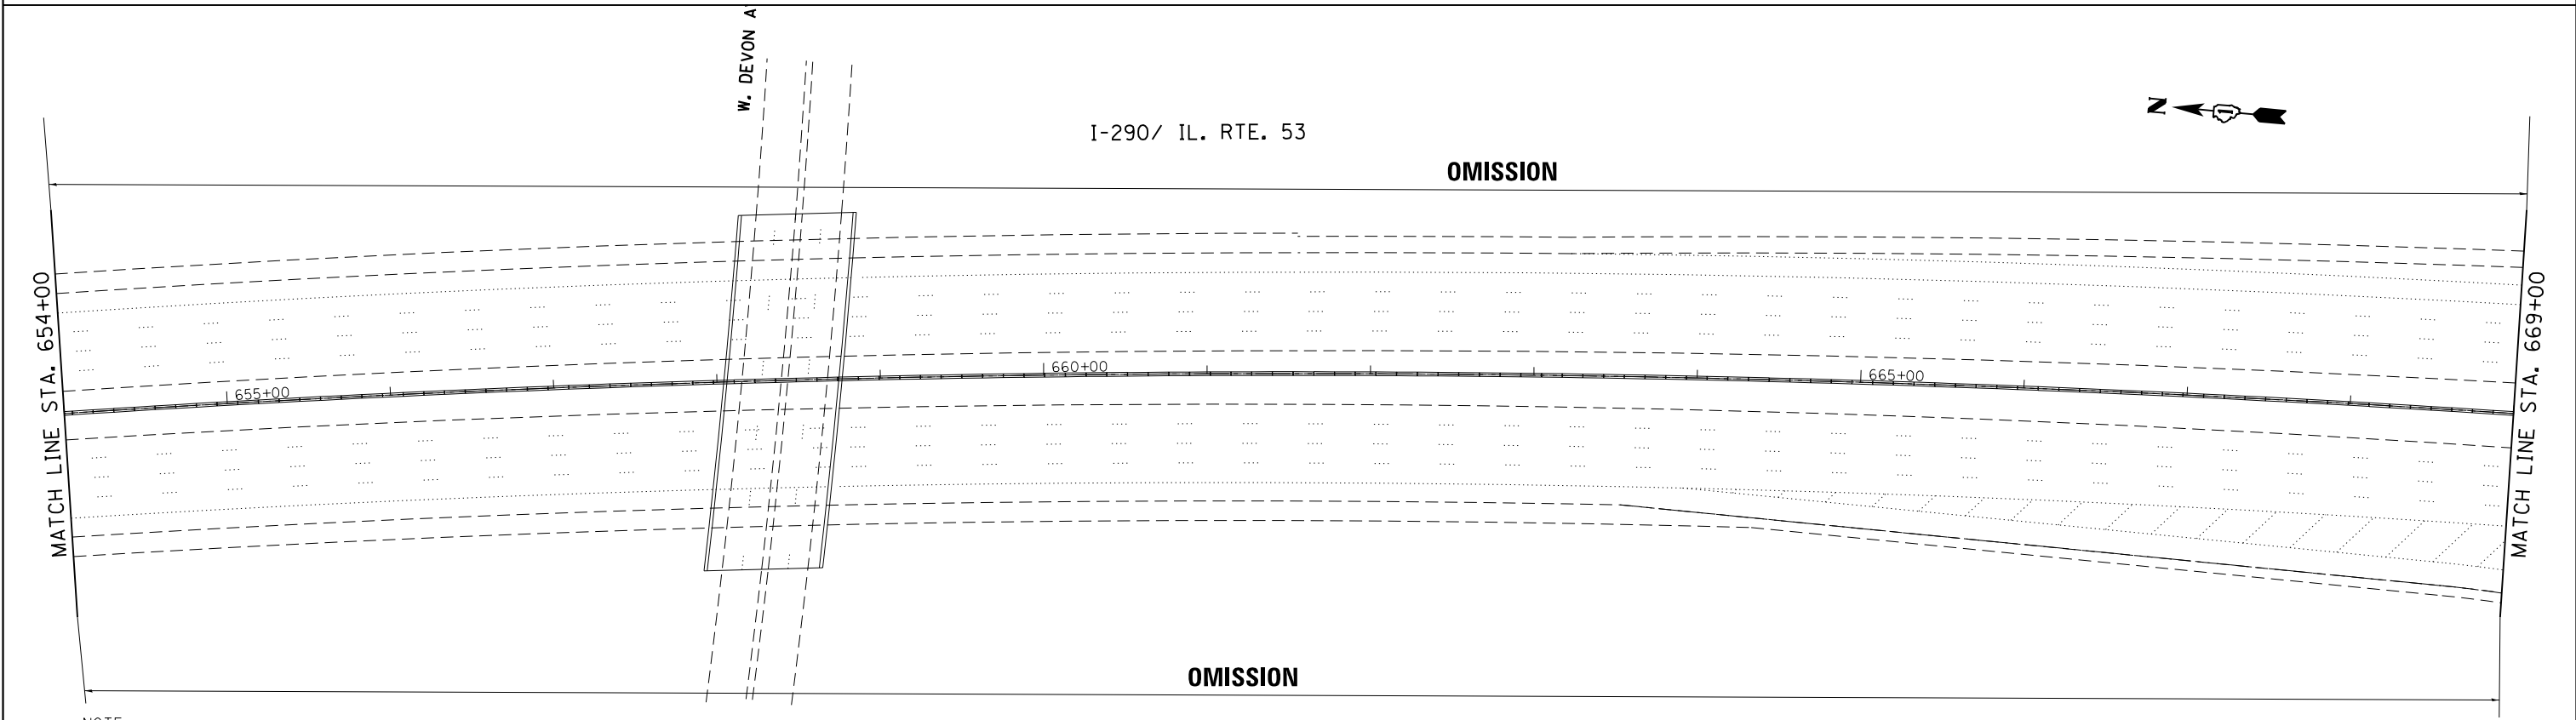 W. DEVON A
I-290/ IL. RTE. 53
N
OMISSION
MATCH LINE STA. 654+00
655+00
660+00
665+00
MATCH LINE STA. 669+00
OMISSION
NOTE